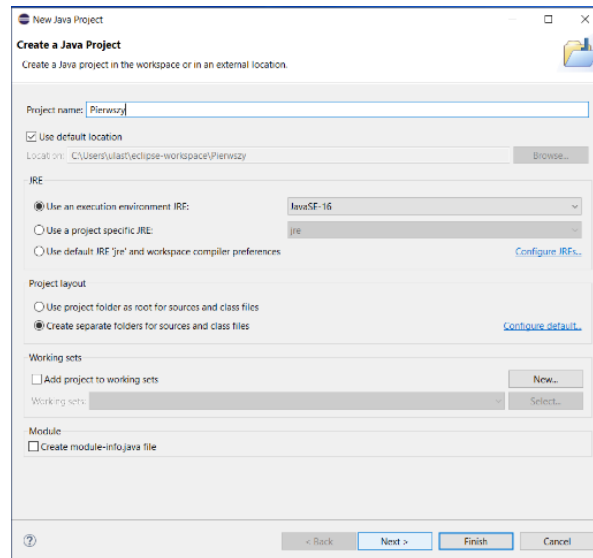 New Java Project
Create a Java Project
Create a Java project in the workspace or in an external location.
Project name: Pierwszy
Use default location
Location: C:\Users\ulast\eclipse-workspace\Pierwszy Browse...
JRE
Use an execution environment JRE: JavaSE-16
Use a project specific JRE: jre
Use default JRE 'jre' and workspace compiler preferences Configure JREs...
Project layout
Use project folder as root for sources and class files
Create separate folders for sources and class files Configure default...
Working sets
Add project to working sets New...
Working sets: Select...
Module
Create module-info.java file
< Back Next > Finish Cancel